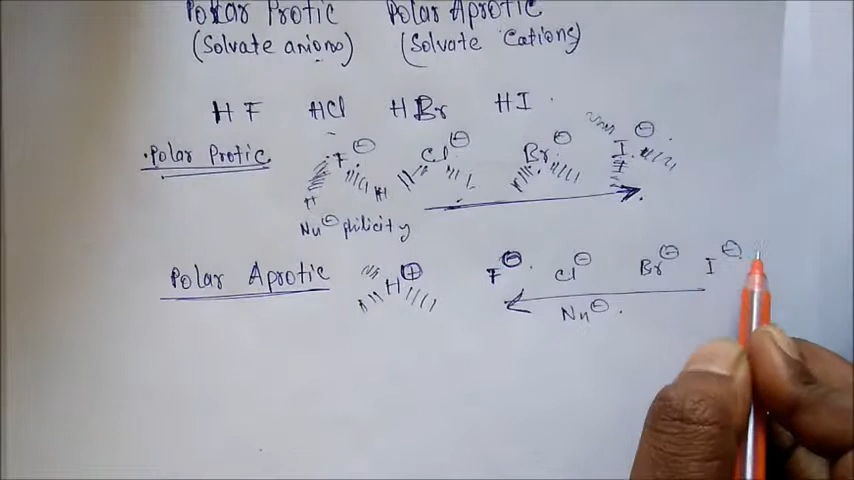 Polar Protic Polar Aprotic
(Solvate anions) (Solvate Cations)
HF HCl HBr HI
Polar Protic F⊖ Cl⊖ Br⊖ I⊖
H H
Nu⊖philicity
Polar Aprotic H⊕ F⊖ Cl⊖ Br⊖ I⊖
Nu⊖